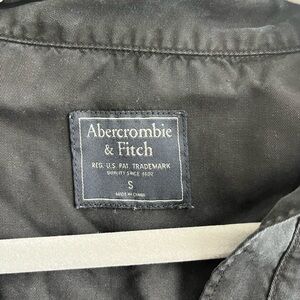 Abercrombie
& Fitch
REG. U.S. PAT. TRADEMARK
QUALITY SINCE 1892
S
MADE IN CHINA